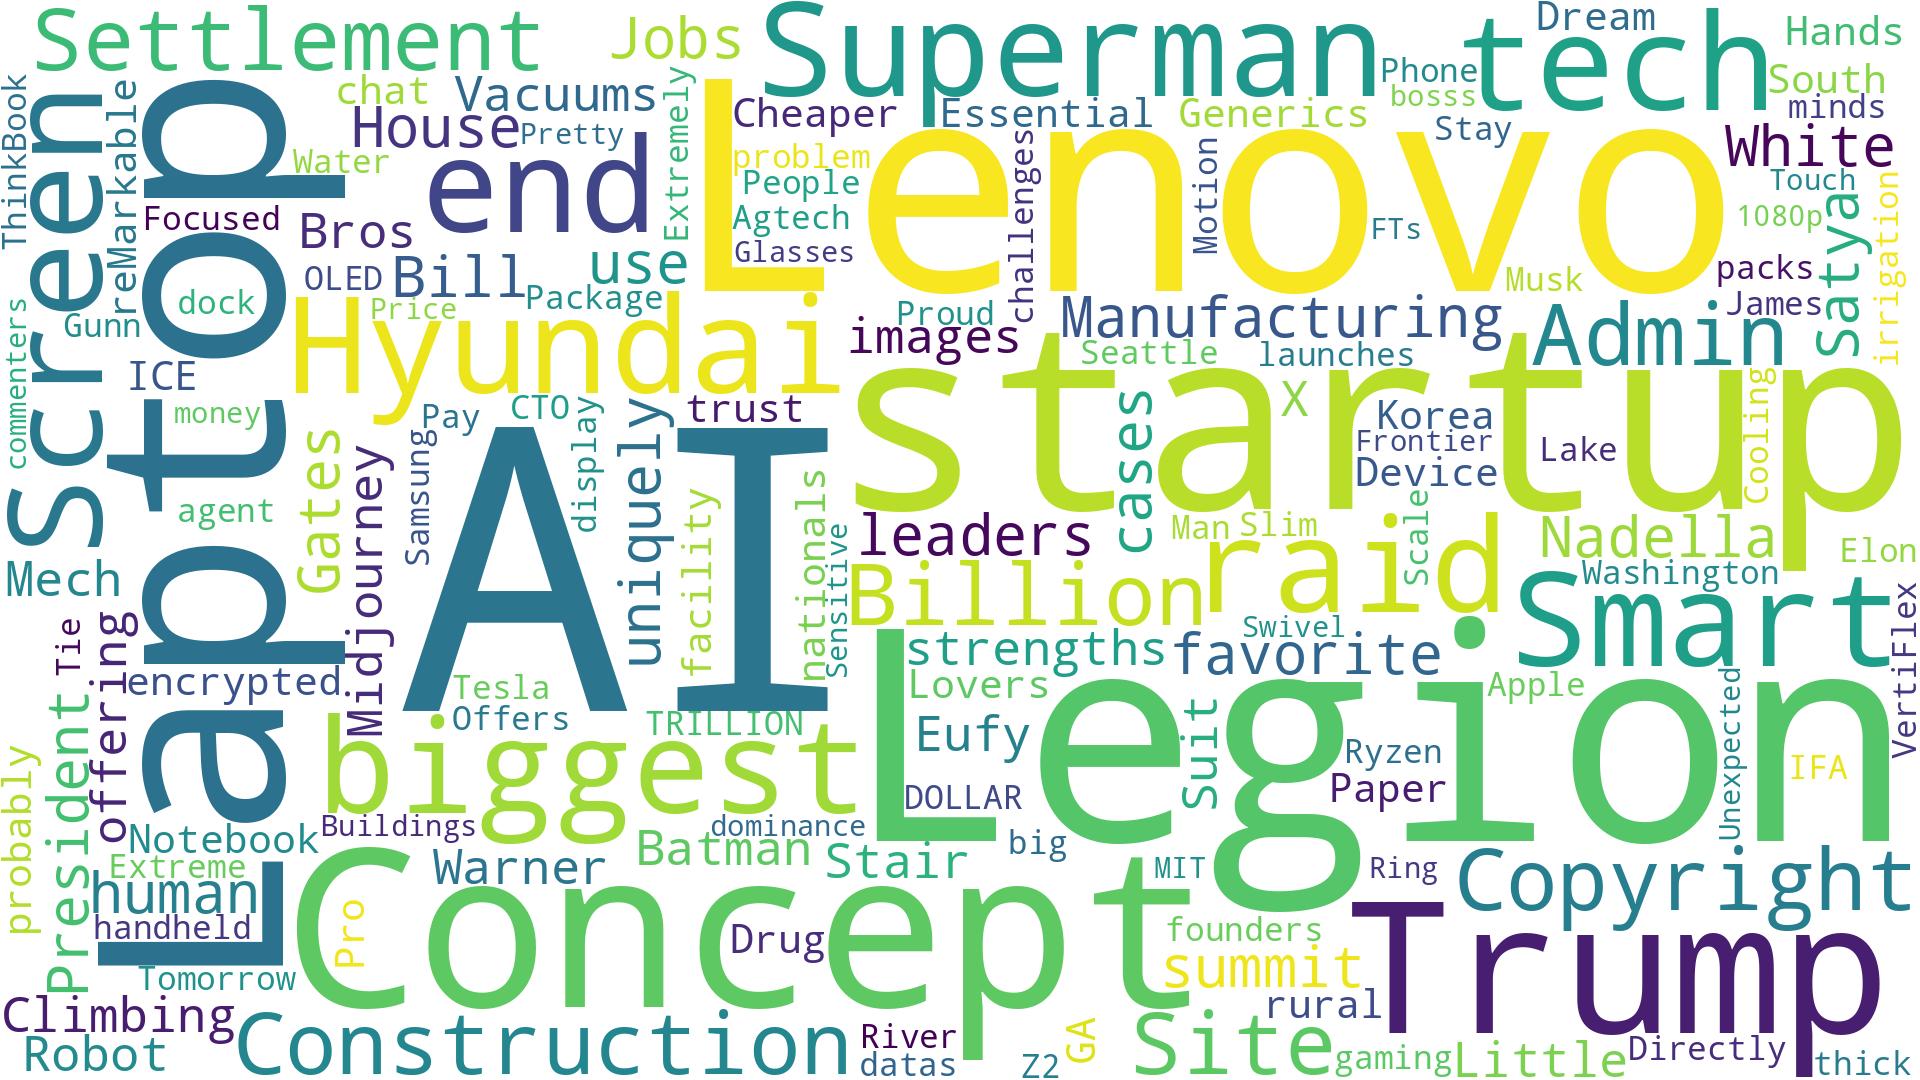 Settlement
Jobs
Superman
tech
Dream
Hands
Screen
Laptop
ThinkBook
reMarkable
chat
Vacuums
House
Pretty
Water
end
Extremely
Cheaper
Essential
Generics
Phone
bosss
Stay
South
minds
White
Lenovo
problem
People
Agtech
Glasses
challenges
Motion
FTs
Touch
1080p
satya
irrigation
Focused
Bros
OLED
Bill
use
Package
Price
Musk
packs
James
dock
Gunn
commenters
ICE
money
Hyundai
images
Proud
Manufacturing
Seattle
launches
Admin
startup
X
Korea
Frontier
Device
Lake
Cooling
Pay
CTO
trust
display
uniquely
Samsung
Gates
Midjourney
AI
facility
nationals
Sensitive
cases
leaders
Man
Slim
Scale
raid
Nadella
Elon
agent
Mech
Tie
offering
encrypted
Billion
Washington
Smart
Swivel
strengths
favorite
Lovers
Apple
VertiFlex
Tesla
Offers
TRILLION
Legion
Eufy
Suit
Ryzen
Paper
DOLLAR
Unexpected
IFA
probably
President
biggest
Notebook
Buildings
dominance
big
Extreme
human
handheld
Warner
Batman
Stair
MIT
Ring
Copyright
Concept
Pro
Drug
founders
summit
Trump
Tomorrow
Climbing
Robot
Construction
River
datas
Z2
GA
Site
rural
gaming
Little
Directly
thick